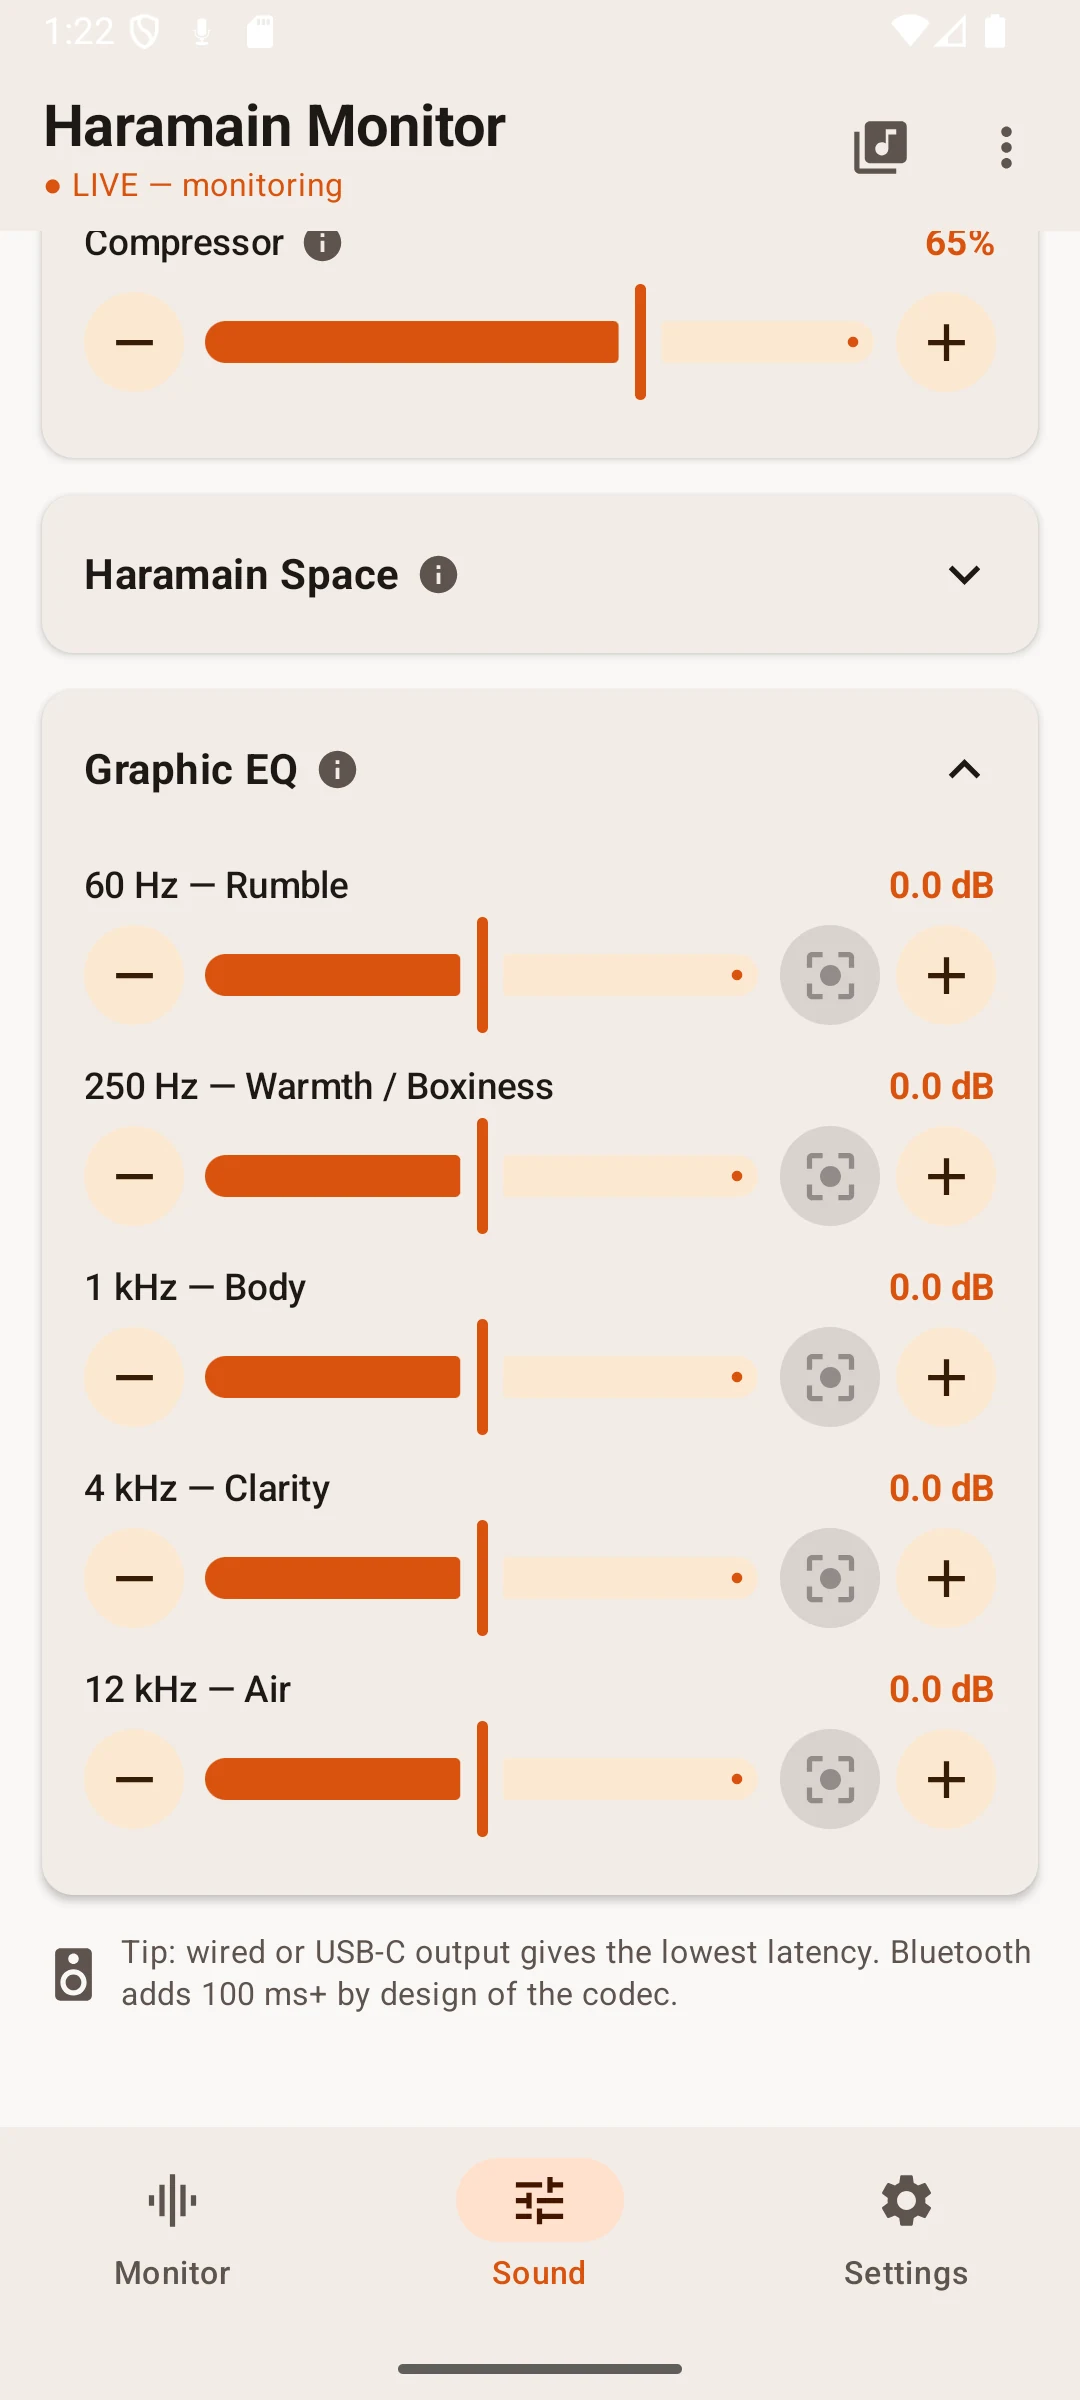 1:22
Haramain Monitor
● LIVE — monitoring
Compressor
65%
Haramain Space
Graphic EQ
60 Hz — Rumble
0.0 dB
250 Hz — Warmth / Boxiness
0.0 dB
1 kHz — Body
0.0 dB
4 kHz — Clarity
0.0 dB
12 kHz — Air
0.0 dB
Tip: wired or USB-C output gives the lowest latency. Bluetooth
adds 100 ms+ by design of the codec.
Monitor
Sound
Settings